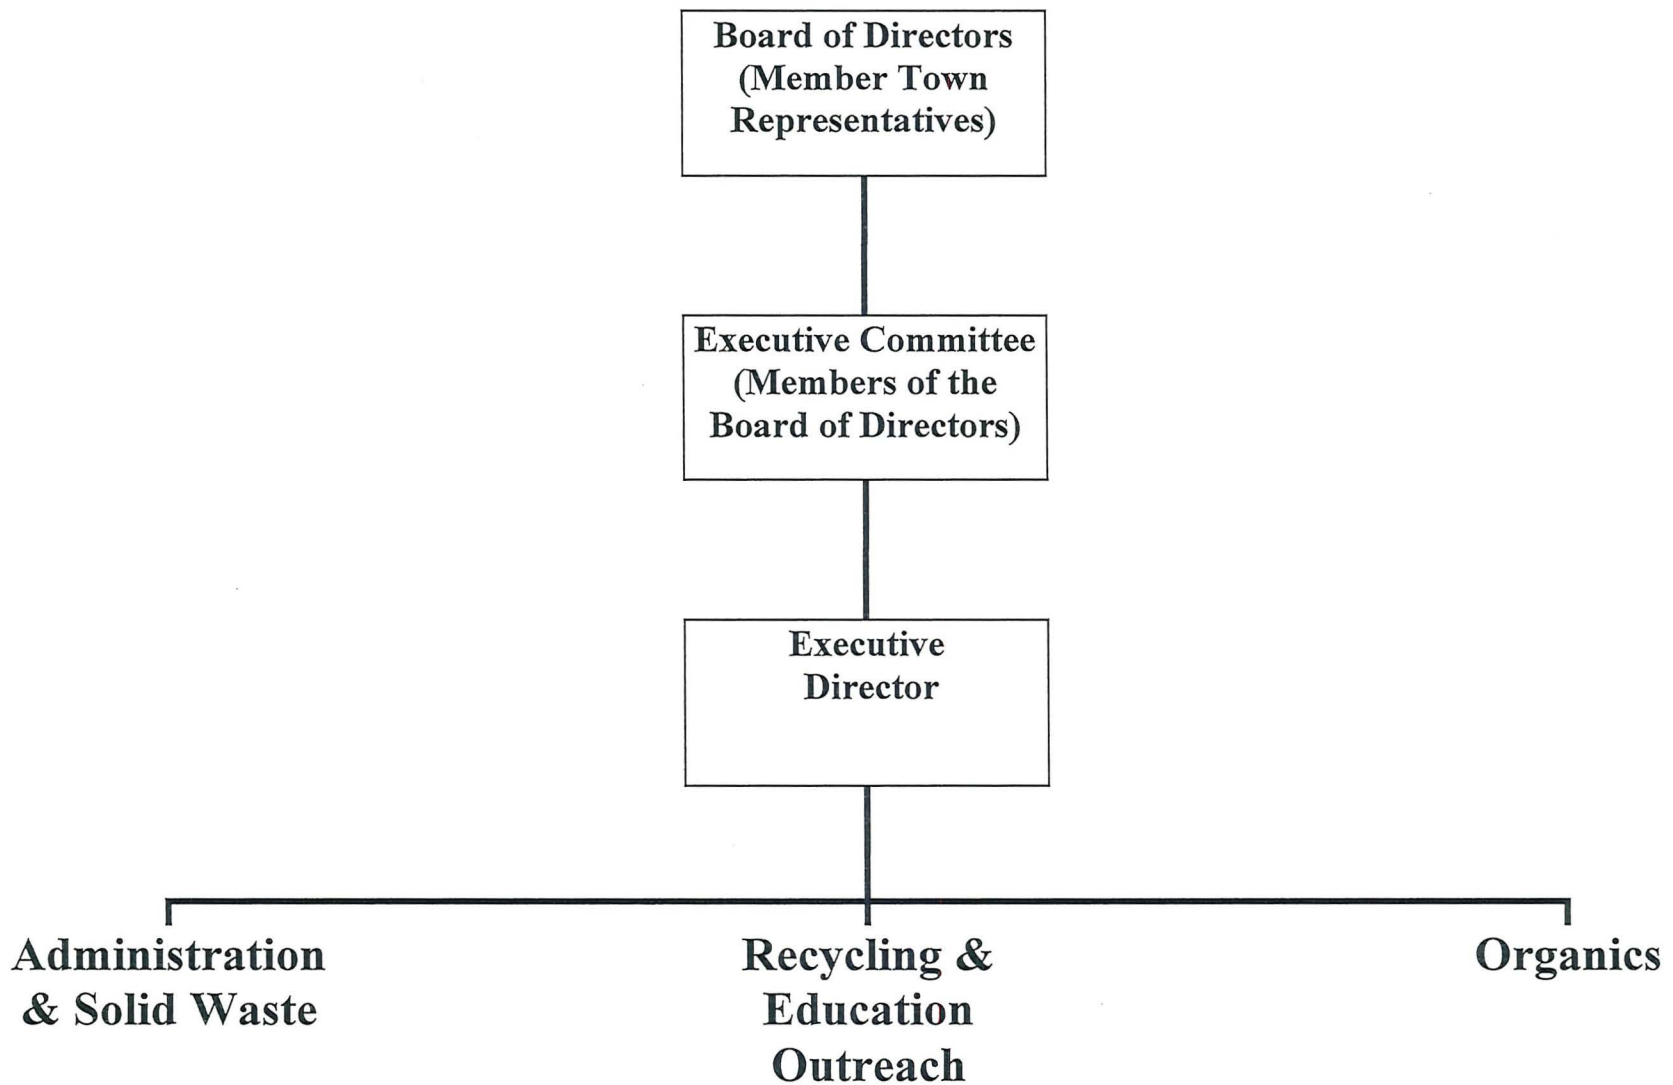 Board of Directors
(Member Town
Representatives)
Executive Committee
(Members of the
Board of Directors)
Executive
Director
Administration
& Solid Waste
Recycling &
Education
Outreach
Organics